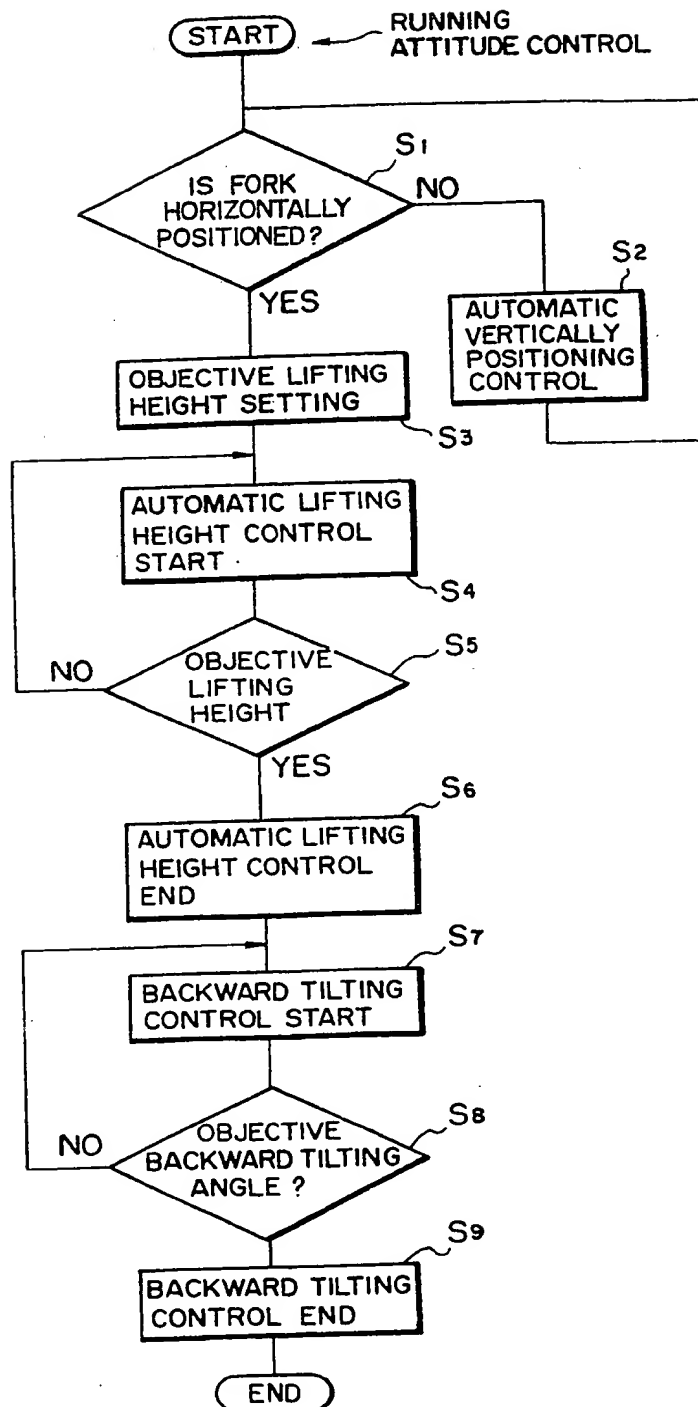 START
RUNNING
ATTITUDE CONTROL
S1
IS FORK
HORIZONTALLY
POSITIONED?
NO
YES
S2
AUTOMATIC
VERTICALLY
POSITIONING
CONTROL
OBJECTIVE LIFTING
HEIGHT SETTING
S3
AUTOMATIC LIFTING
HEIGHT CONTROL
START
S4
OBJECTIVE
LIFTING
HEIGHT
S5
NO
YES
S6
AUTOMATIC LIFTING
HEIGHT CONTROL
END
S7
BACKWARD TILTING
CONTROL START
S8
OBJECTIVE
BACKWARD TILTING
ANGLE ?
NO
S9
BACKWARD TILTING
CONTROL END
END